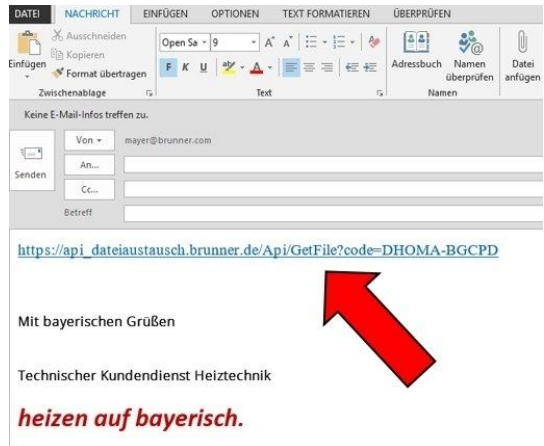 DATEI NACHRICHT EINFÜGEN OPTIONEN TEXT FORMATIEREN ÜBERPRÜFEN
Einfügen
Ausschneiden
Kopieren
Format übertragen
Zwischenablage
Open Sa 9
F K U
Text
Adressbuch
Namen überprüfen
Namen
Datei anfügen
Keine E-Mail-Infos treffen zu.
Senden
Von mayer@brunner.com
An...
Cc...
Betreff
https://api_dateiaustausch.brunner.de/Api/GetFile?code=DHOMA-BGCPD
Mit bayerischen Grüßen
Technischer Kundendienst Heiztechnik
heizen auf bayerisch.